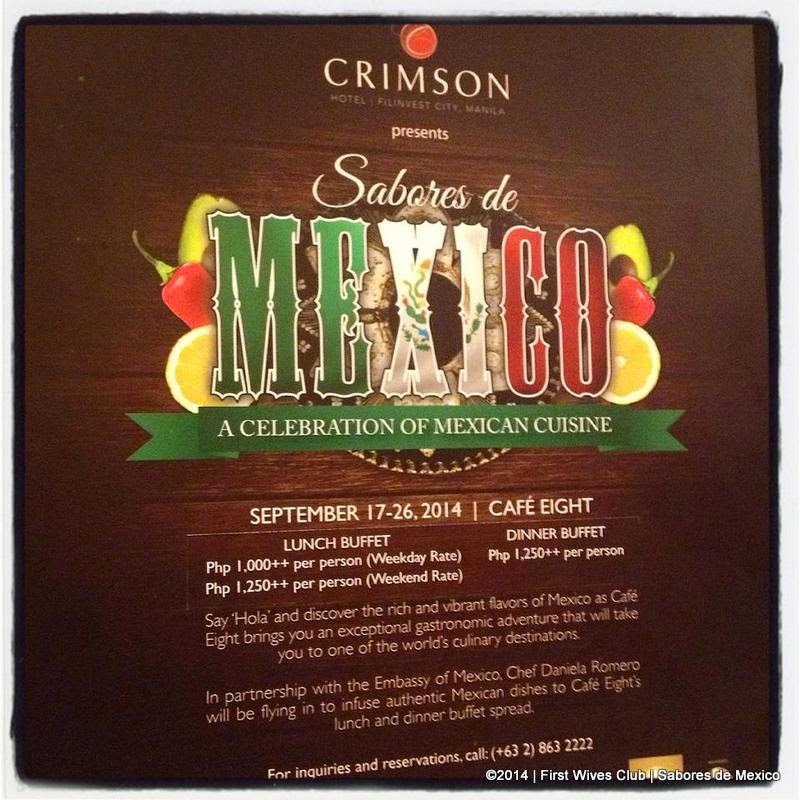 CRIMSON
HOTEL | FILINVEST CITY, MANILA
presents
Sabores de
MEXICO
A CELEBRATION OF MEXICAN CUISINE
SEPTEMBER 17-26, 2014 | CAFÉ EIGHT
LUNCH BUFFET
Php 1,000++ per person (Weekday Rate)
Php 1,250++ per person (Weekend Rate)
DINNER BUFFET
Php 1,250++ per person
Say 'Hola' and discover the rich and vibrant flavors of Mexico as Café
Eight brings you an exceptional gastronomic adventure that will take
you to one of the world's culinary destinations.
In partnership with the Embassy of Mexico, Chef Daniela Romero
will be flying in to infuse authentic Mexican dishes to Café Eight's
lunch and dinner buffet spread.
For inquiries and reservations, call: (+63 2) 863 2222
©2014 | First Wives Club | Sabores de Mexico